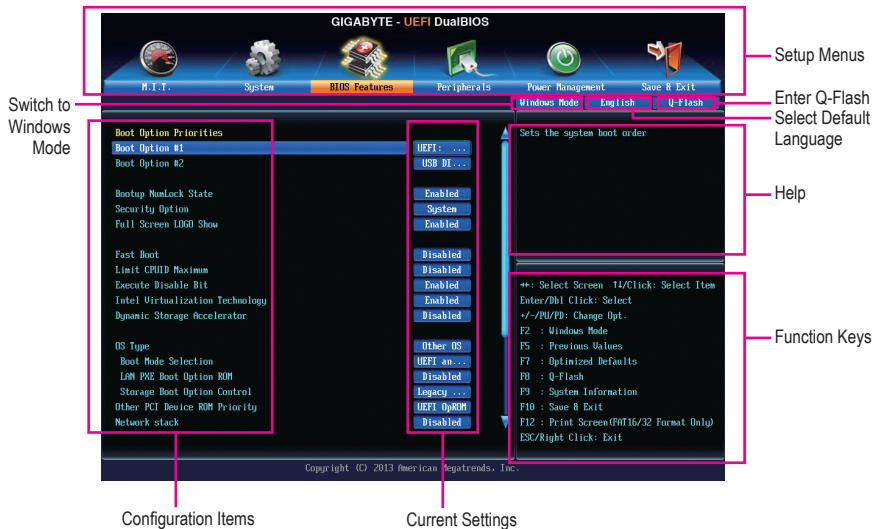 GIGABYTE - UEFI DualBIOS
Setup Menus
M.I.T.
System
BIOS Features
Peripherals
Power Management
Save & Exit
Switch to
Windows
Mode
Windows Mode
English
Q-Flash
Enter Q-Flash
Select Default
Language
Boot Option Priorities
Boot Option #1 UEFI: ...
Boot Option #2 USB DI...
Bootup NumLock State Enabled
Security Option System
Full Screen LOGO Show Enabled
Fast Boot Disabled
Limit CPUID Maximum Disabled
Execute Disable Bit Enabled
Intel Virtualization Technology Enabled
Dynamic Storage Accelerator Disabled
OS Type Other OS
Boot Mode Selection UEFI an...
LAN PXE Boot Option ROM Disabled
Storage Boot Option Control Legacy ...
Other PCI Device ROM Priority UEFI OpROM
Network stack Disabled
Sets the system boot order
Help
→←: Select Screen ↑↓/Click: Select Item
Enter/Dbl Click: Select
+/-/PU/PD: Change Opt.
F2 : Windows Mode
F5 : Previous Values
F7 : Optimized Defaults
F8 : Q-Flash
F9 : System Information
F10 : Save & Exit
F12 : Print Screen(FAT16/32 Format Only)
ESC/Right Click: Exit
Function Keys
Copyright (C) 2013 American Megatrends, Inc.
Configuration Items
Current Settings